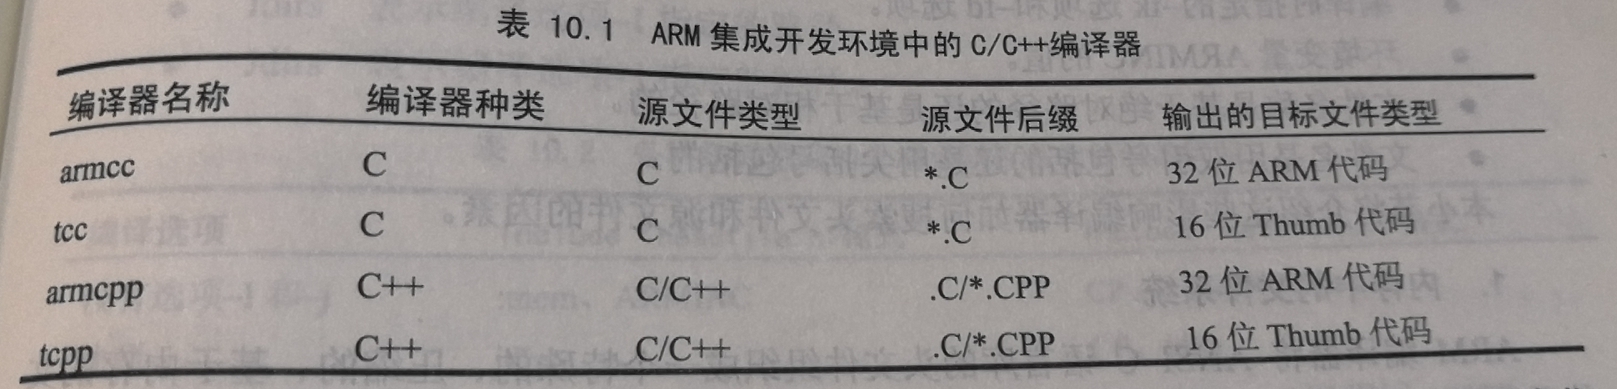 表 10.1 ARM 集成开发环境中的 C/C++编译器
编译器名称 编译器种类 源文件类型 源文件后缀 输出的目标文件类型
armcc C C *.C 32 位 ARM 代码
tcc C C *.C 16 位 Thumb 代码
armcpp C++ C/C++ .C/*.CPP 32 位 ARM 代码
tcpp C++ C/C++ .C/*.CPP 16 位 Thumb 代码